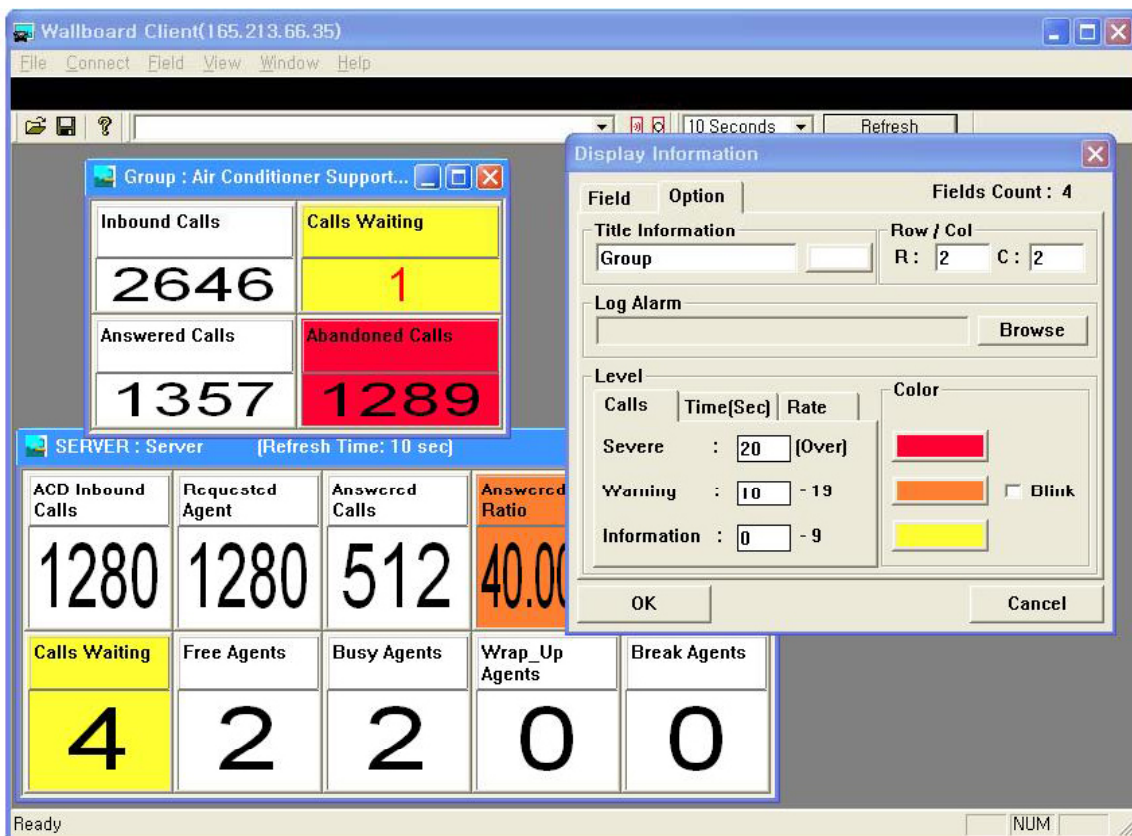 Wallboard Client(165.213.66.35)
File Connect Field View Window Help
10 Seconds Refresh
Group : Air Conditioner Support...
Inbound Calls Calls Waiting
2646 1
Answered Calls Abandoned Calls
1357 1289
Display Information
Field Option Fields Count : 4
Title Information Row / Col
Group R : 2 C : 2
Log Alarm
Browse
Level
Calls Time(Sec) Rate Color
Severe : 20 (Over)
Warning : 10 - 19 Blink
Information : 0 - 9
OK Cancel
SERVER : Server (Refresh Time: 10 sec)
ACD Inbound Calls Requested Agent Answered Calls Answered Ratio
1280 1280 512 40.00
Calls Waiting Free Agents Busy Agents Wrap_Up Agents Break Agents
4 2 2 0 0
Ready NUM